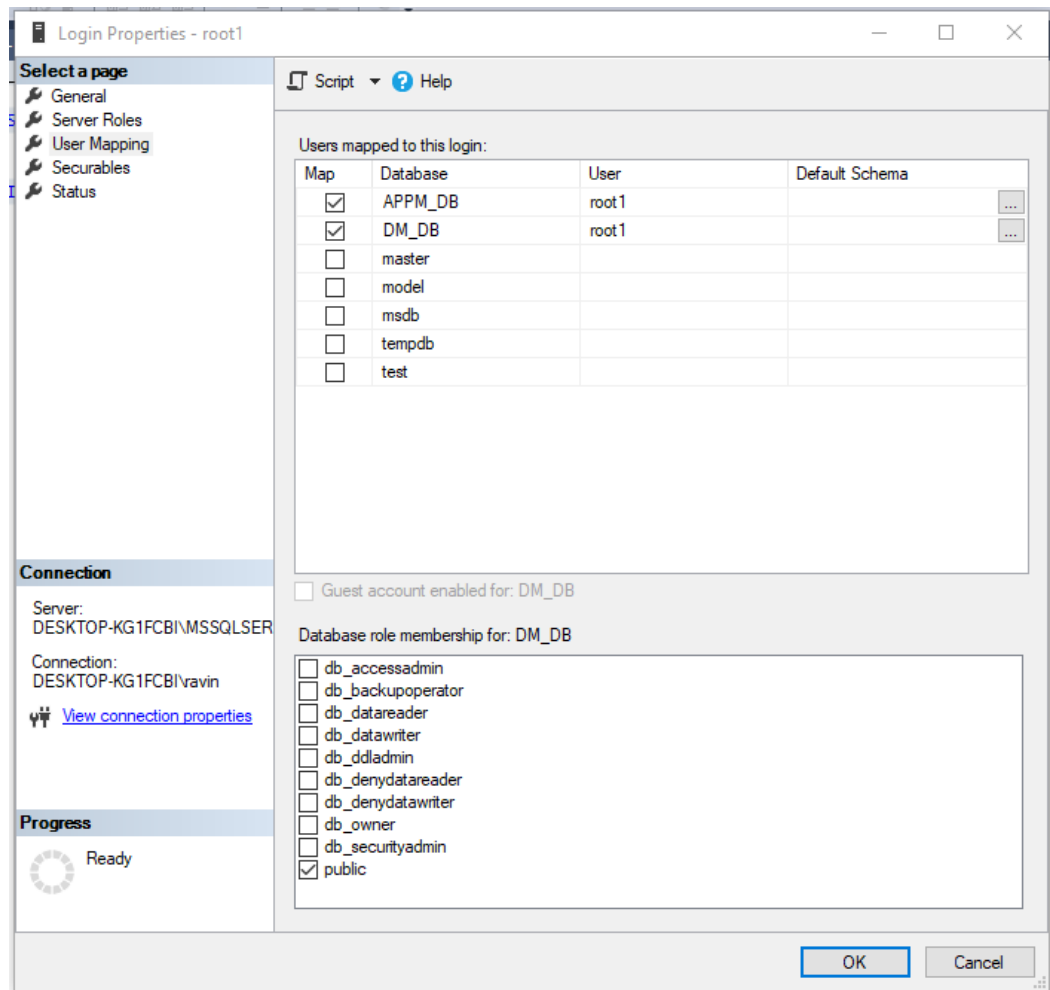 Login Properties - root1
Select a page
General
Server Roles
User Mapping
Securables
Status
Script
Help
Users mapped to this login:
Map Database User Default Schema
APPM_DB root1 ...
DM_DB root1 ...
master
model
msdb
tempdb
test
Guest account enabled for: DM_DB
Database role membership for: DM_DB
db_accessadmin
db_backupoperator
db_datareader
db_datawriter
db_ddladmin
db_denydatareader
db_denydatawriter
db_owner
db_securityadmin
public
Connection
Server:
DESKTOP-KG1FCBI\MSSQLSER
Connection:
DESKTOP-KG1FCBI\ravin
View connection properties
Progress
Ready
OK Cancel